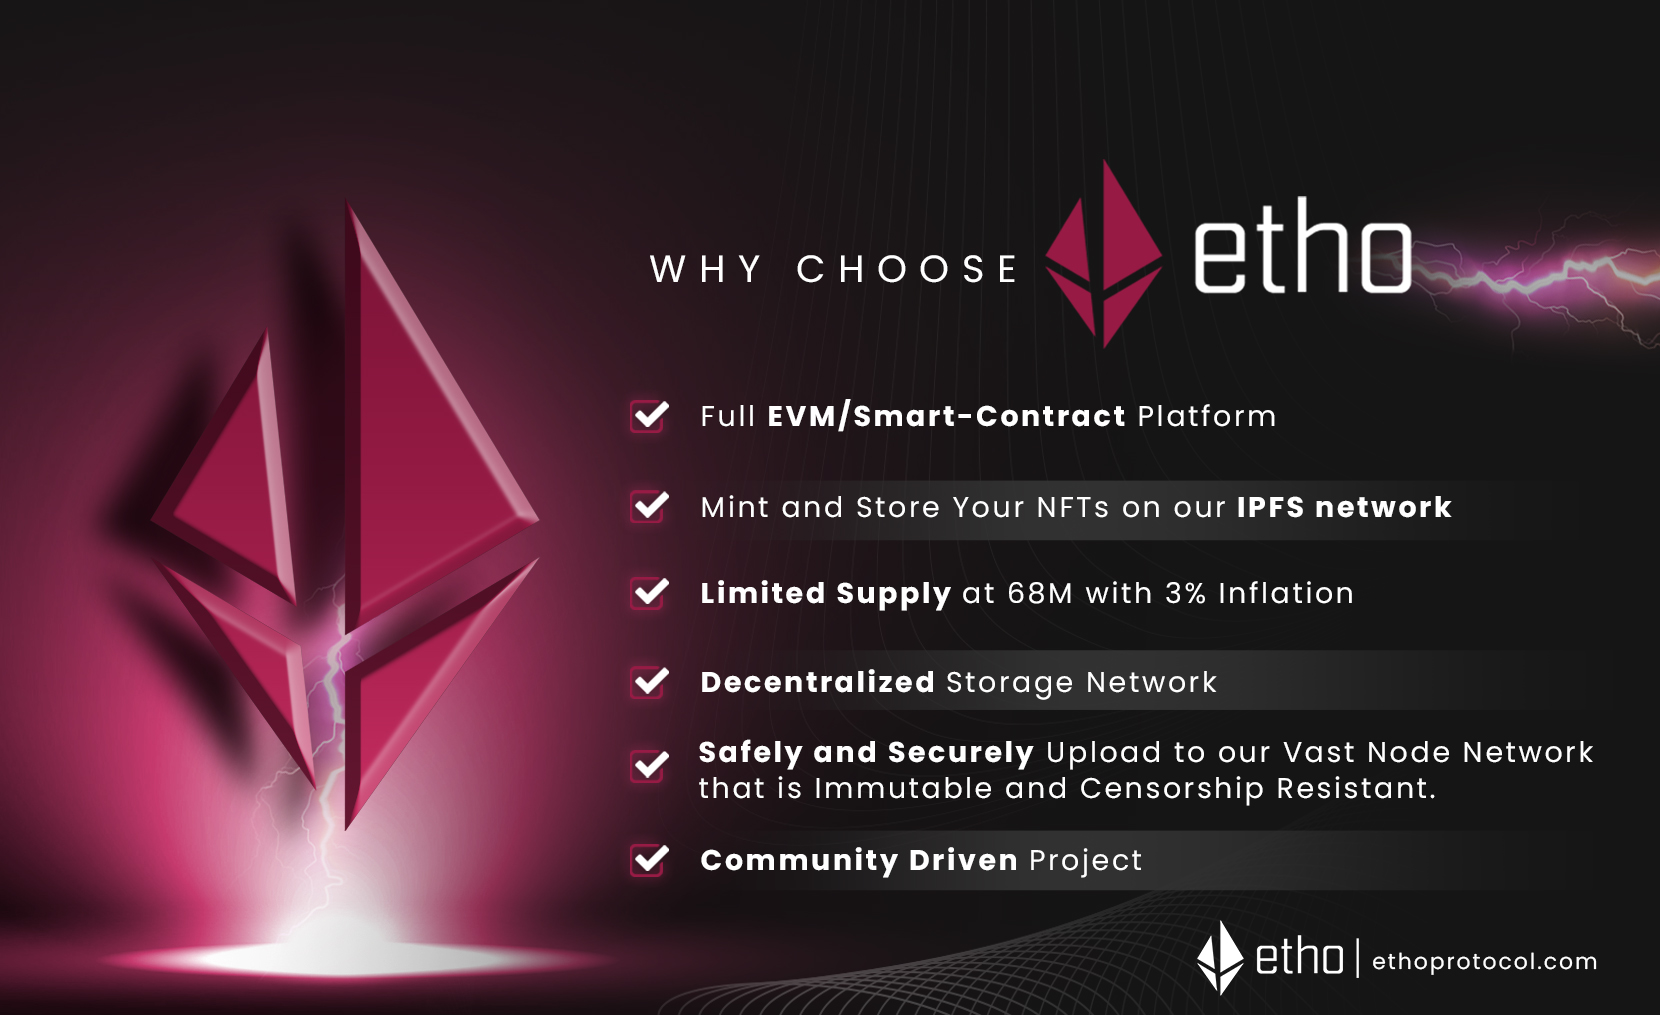 WHY CHOOSE etho
Full EVM/Smart-Contract Platform
Mint and Store Your NFTs on our IPFS network
Limited Supply at 68M with 3% Inflation
Decentralized Storage Network
Safely and Securely Upload to our Vast Node Network
that is Immutable and Censorship Resistant.
Community Driven Project
etho | ethoprotocol.com